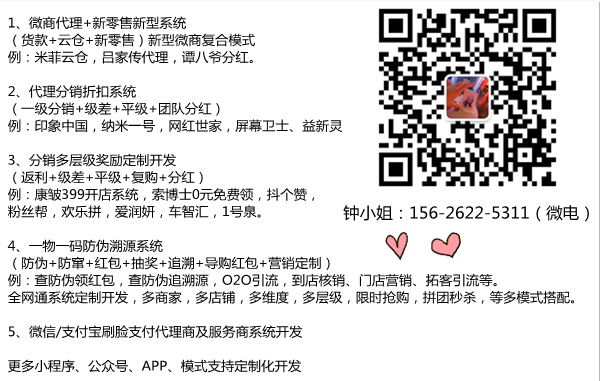 1、微商代理+新零售新型系统
（货款+云仓+新零售）新型微商复合模式
例：米菲云仓，吕家传代理，谭八爷分红。
2、代理分销折扣系统
（一级分销+级差+平级+团队分红）
例：印象中国，纳米一号，网红世家，屏幕卫士、益新灵
3、分销多层级奖励定制开发
（返利+级差+平级+复购+分红）
例：康皱399开店系统，索博士0元免费领，抖个赞，
粉丝帮，欢乐拼，爱润妍，车智汇，1号泉。
钟小姐：156-2622-5311（微电）
4、一物一码防伪溯源系统
（防伪+防窜+红包+抽奖+追溯+导购红包+营销定制）
例：查防伪领红包，查防伪追溯源，O2O引流，到店核销、门店营销、拓客引流等。
全网通系统定制开发，多商家，多店铺，多维度，多层级，限时抢购，拼团秒杀，等多模式搭配。
5、微信/支付宝刷脸支付代理商及服务商系统开发
更多小程序、公众号、APP、模式支持定制化开发